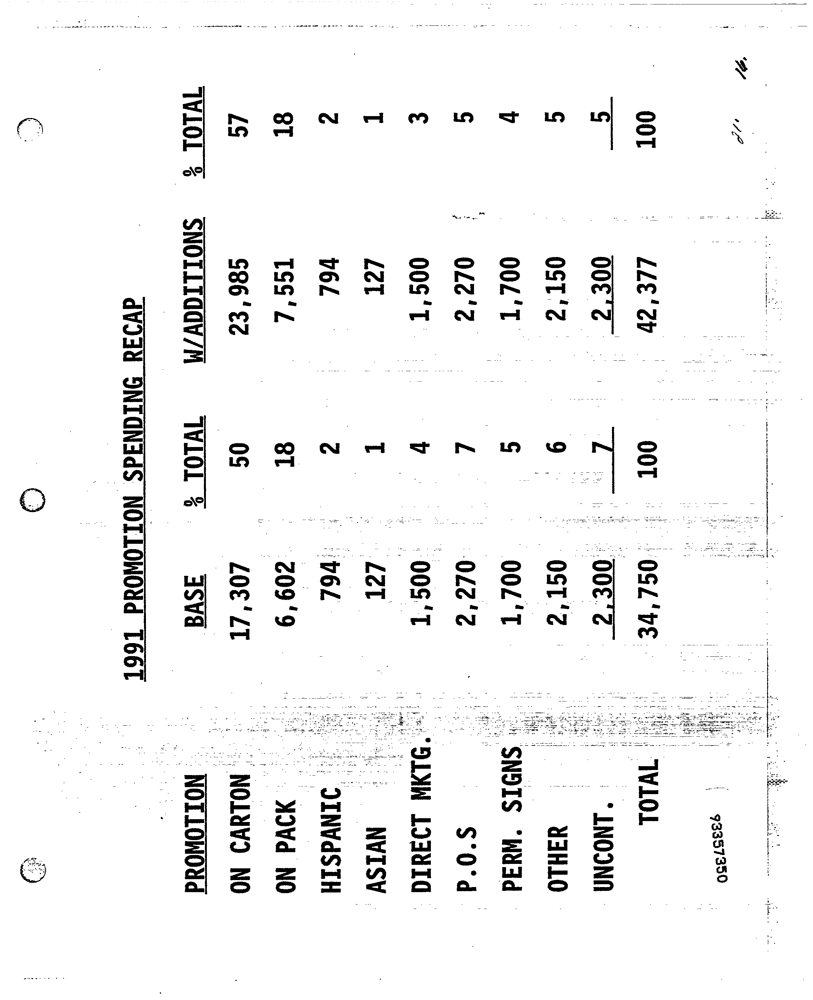 1991 PROMOTION SPENDING RECAP
PROMOTION BASE % TOTAL W/ADDITIONS % TOTAL
ON CARTON 17,307 50 23,985 57
ON PACK 6,602 18 7,551 18
HISPANIC 794 2 794 2
ASIAN 127 1 127 1
DIRECT MKTG. 1,500 4 1,500 3
P.O.S 2,270 7 2,270 5
PERM. SIGNS 1,700 5 1,700 4
OTHER 2,150 6 2,150 5
UNCONT. 2,300 7 2,300 5
TOTAL 34,750 100 42,377 100
21. 16.
93357350